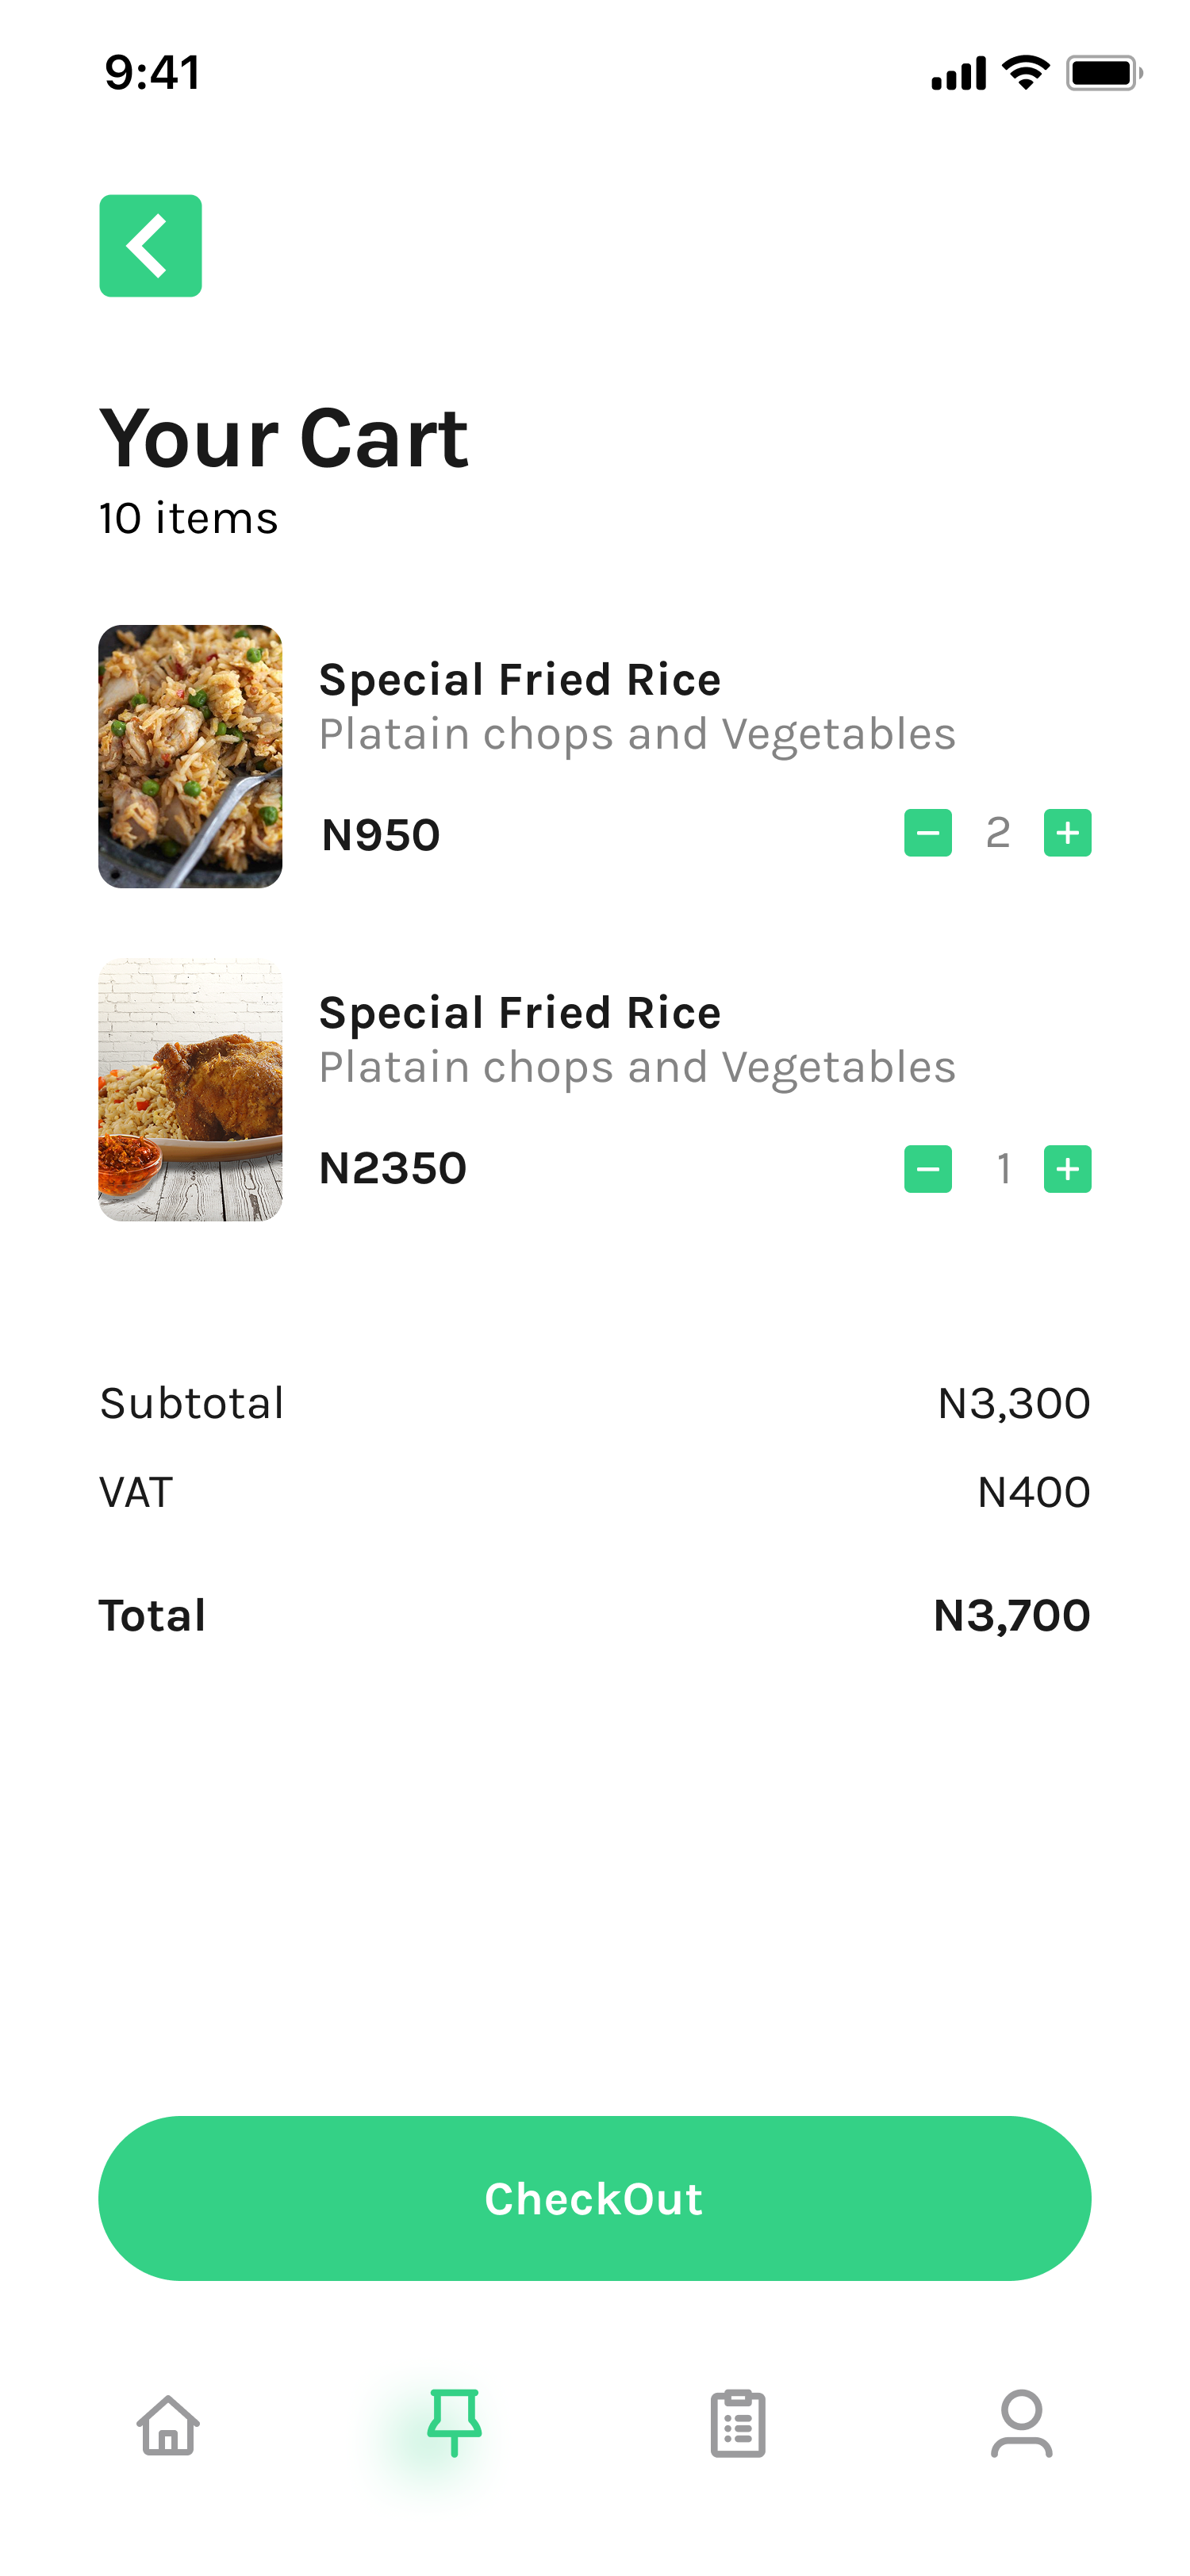 9:41
Your Cart
10 items
Special Fried Rice
Platain chops and Vegetables
N950
2
Special Fried Rice
Platain chops and Vegetables
N2350
1
Subtotal N3,300
VAT N400
Total N3,700
CheckOut